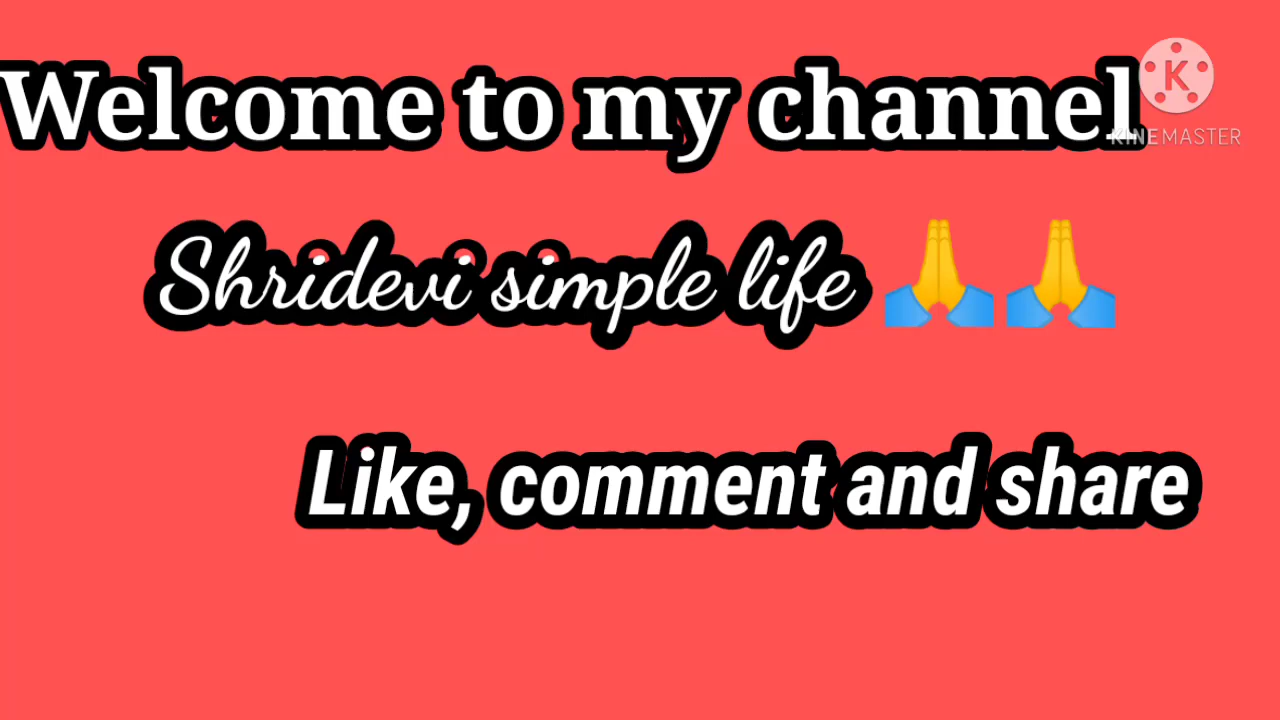 Welcome to my channel
KINEMASTER
Shridevi simple life 🙏🙏
Like, comment and share